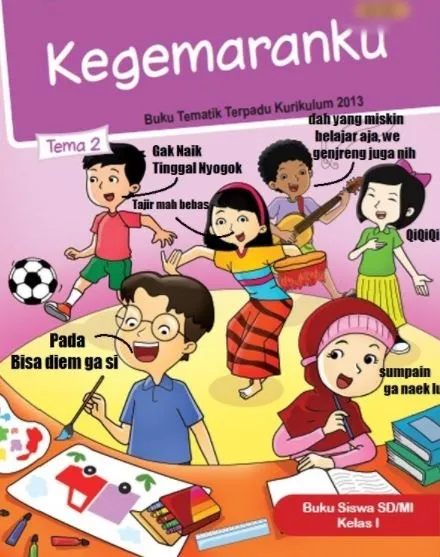 Kegemaranku
Buku Tematik Terpadu Kurikulum 2013
Tema 2
dah yang miskin
belajar aja, we
genjreng juga nih
Gak Naik
Tinggal Nyogok
Tajir mah bebas
QiQiQi
Pada
Bisa diem ga si
sumpain
ga naek lu
Buku Siswa SD/MI
Kelas I